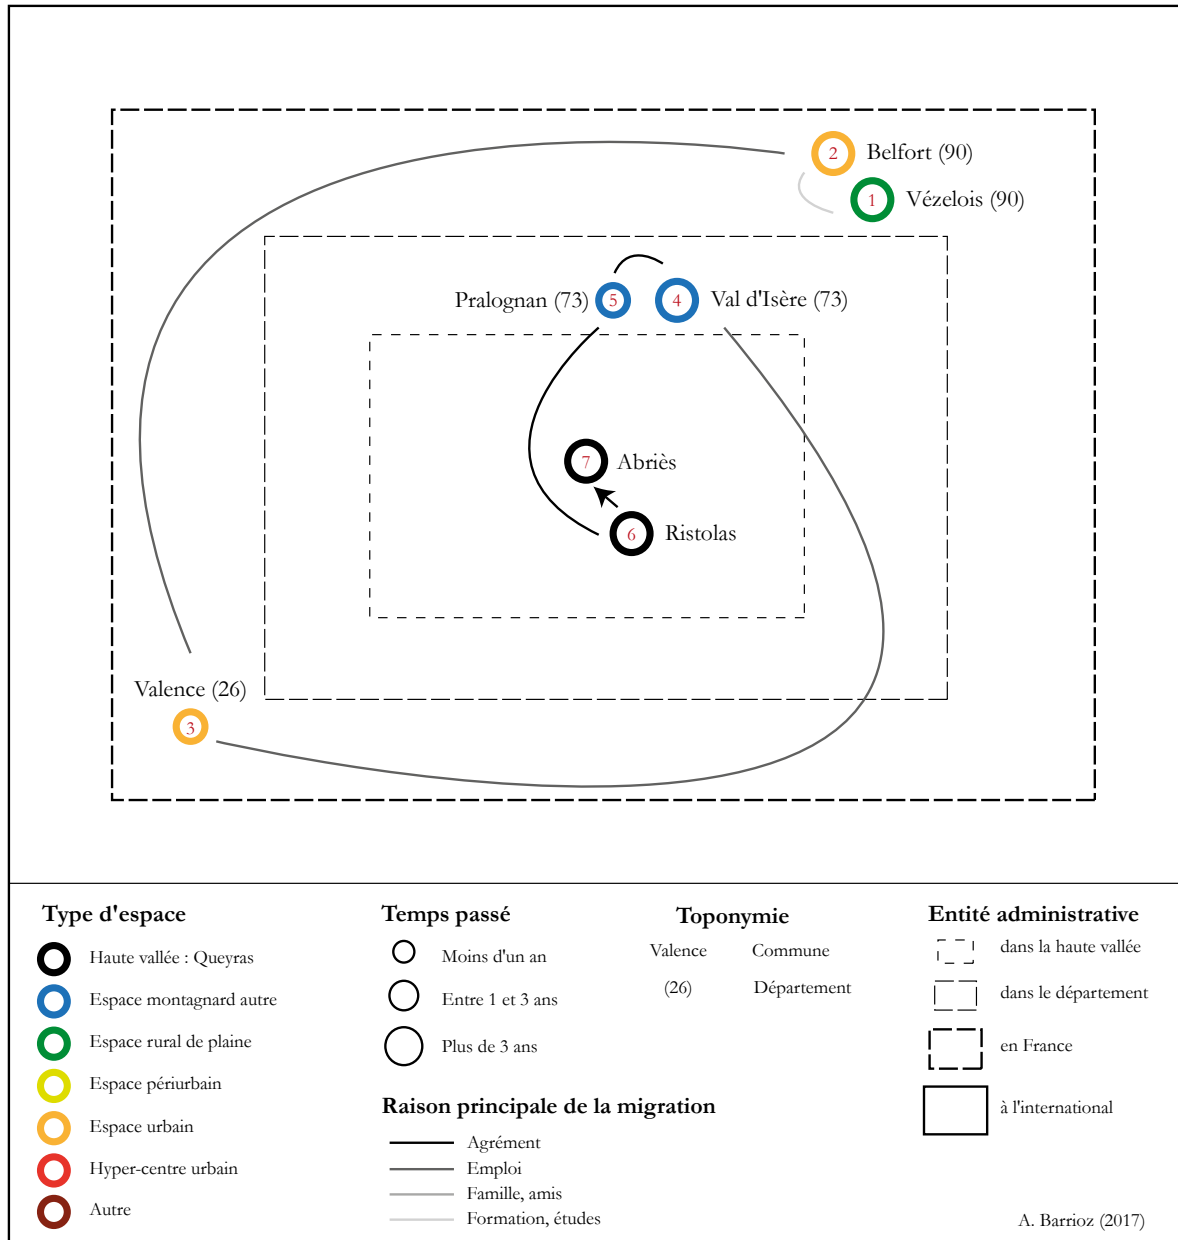 2 Belfort (90)
1 Vézelois (90)
Pralognan (73) 5 4 Val d'Isère (73)
7 Abriès
6 Ristolas
Valence (26)
3
Type d'espace
Haute vallée : Queyras
Espace montagnard autre
Espace rural de plaine
Espace périurbain
Espace urbain
Hyper-centre urbain
Autre
Temps passé
Moins d'un an
Entre 1 et 3 ans
Plus de 3 ans
Raison principale de la migration
Agrément
Emploi
Famille, amis
Formation, études
Toponymie
Valence Commune
(26) Département
Entité administrative
dans la haute vallée
dans le département
en France
à l'international
A. Barrioz (2017)